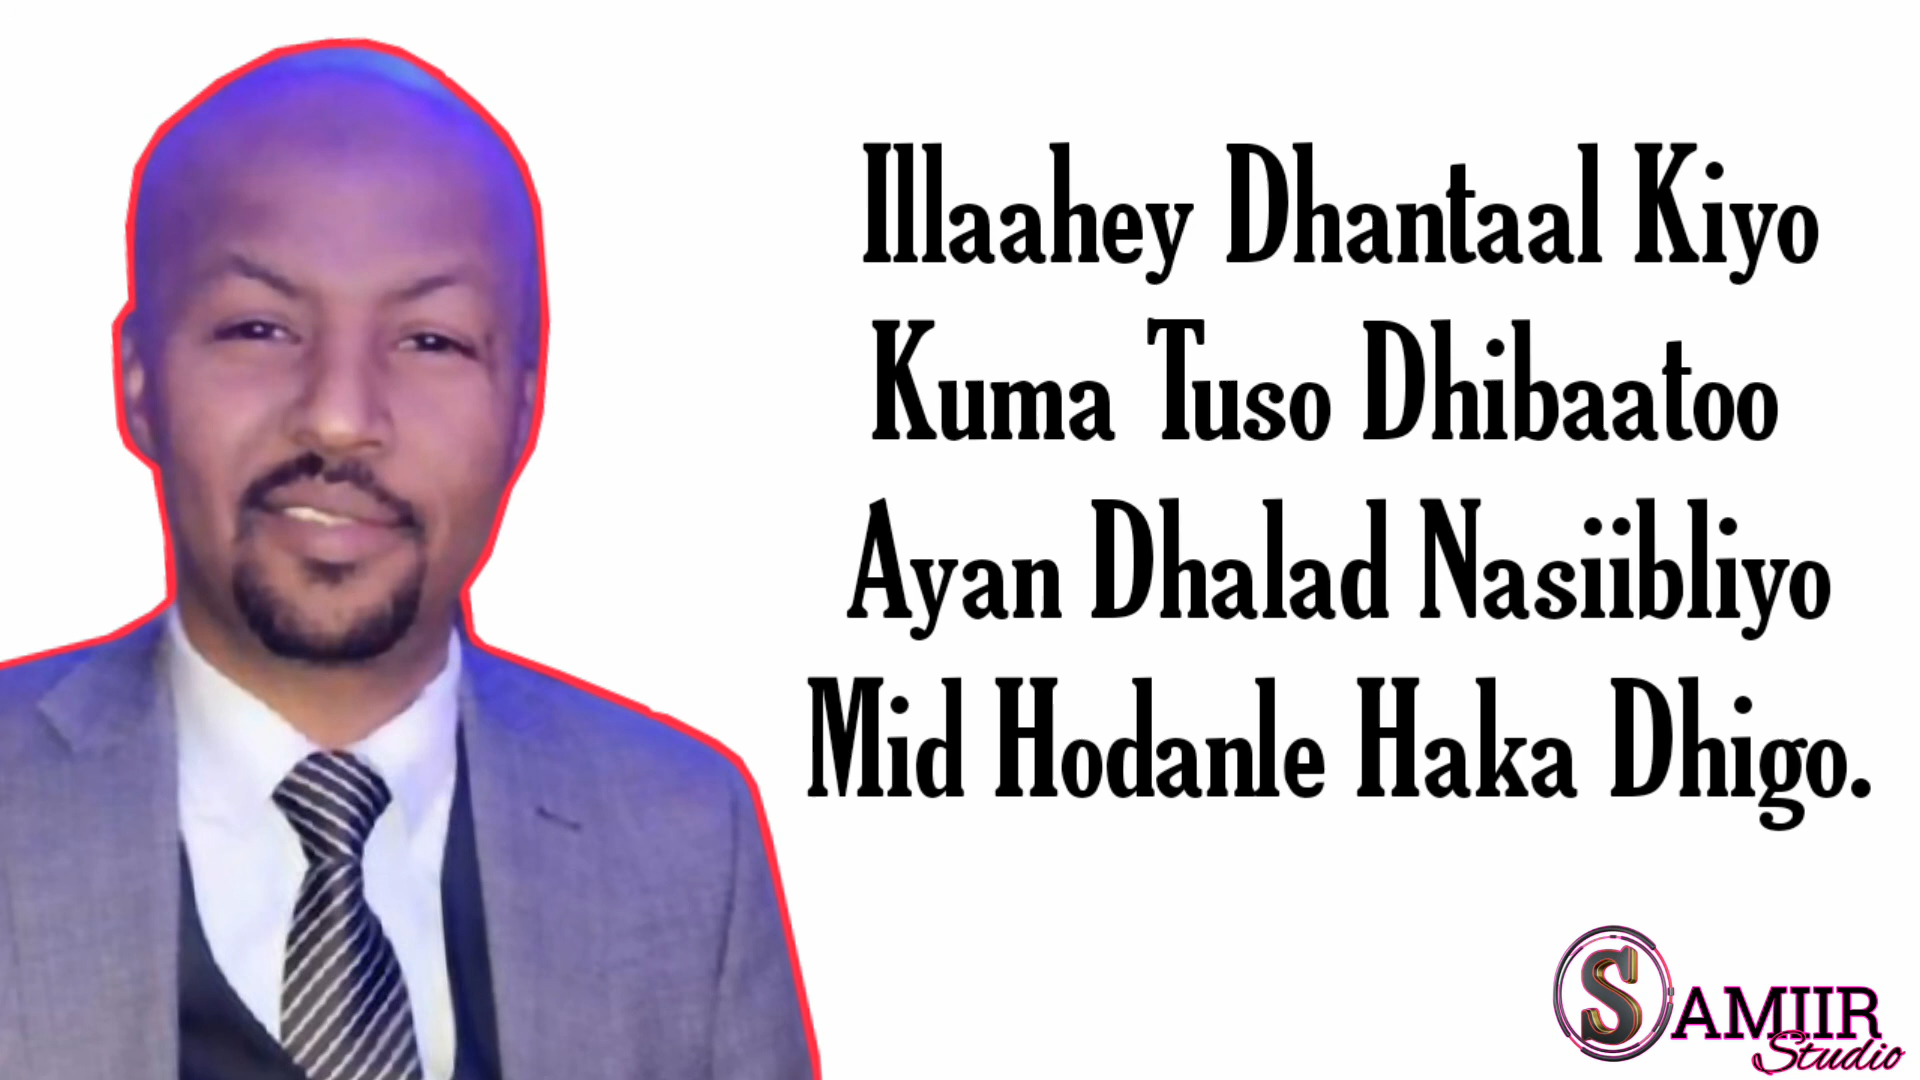 Illaahey Dhantaal Kiyo
Kuma Tuso Dhibaatoo
Ayan Dhalad Nasiibliyo
Mid Hodanle Haka Dhigo.
SAMIIR
Studio